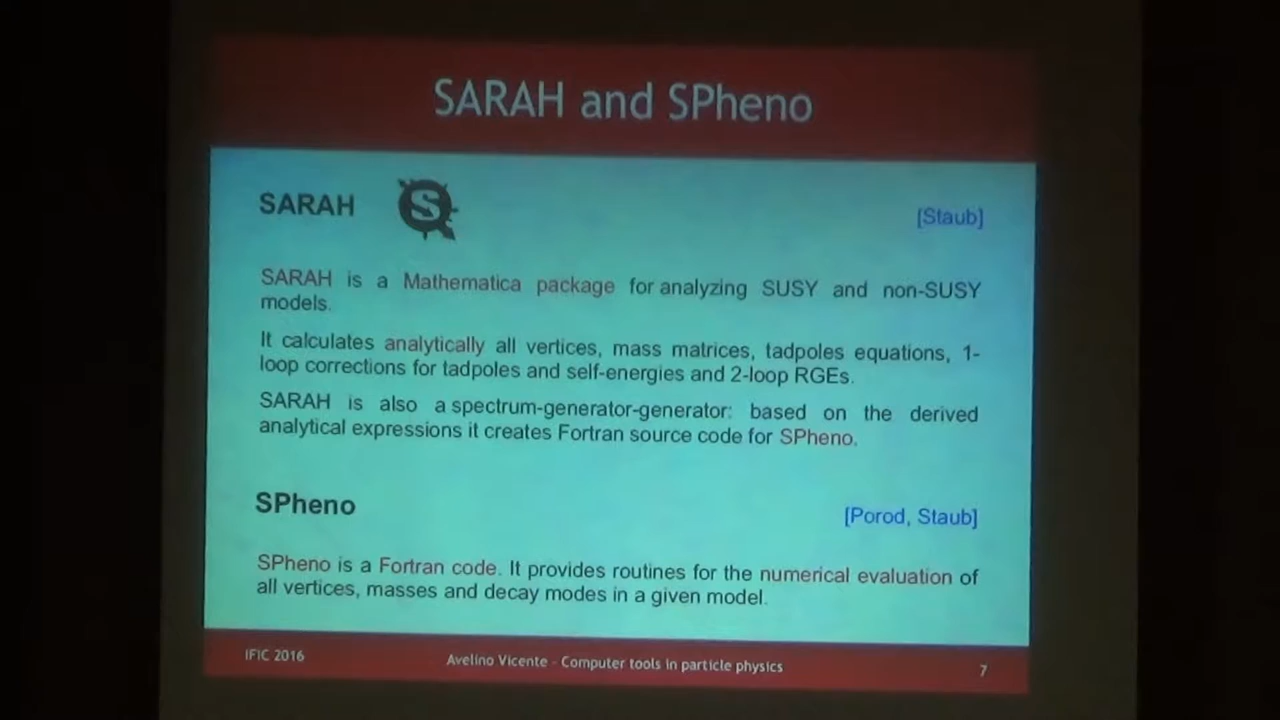 SARAH and SPheno
SARAH S [Staub]
SARAH is a Mathematica package for analyzing SUSY and non-SUSY
models.
It calculates analytically all vertices, mass matrices, tadpoles equations, 1-
loop corrections for tadpoles and self-energies and 2-loop RGEs.
SARAH is also a spectrum-generator-generator: based on the derived
analytical expressions it creates Fortran source code for SPheno.
SPheno [Porod, Staub]
SPheno is a Fortran code. It provides routines for the numerical evaluation of
all vertices, masses and decay modes in a given model.
IFIC 2016 Avelino Vicente - Computer tools in particle physics 7